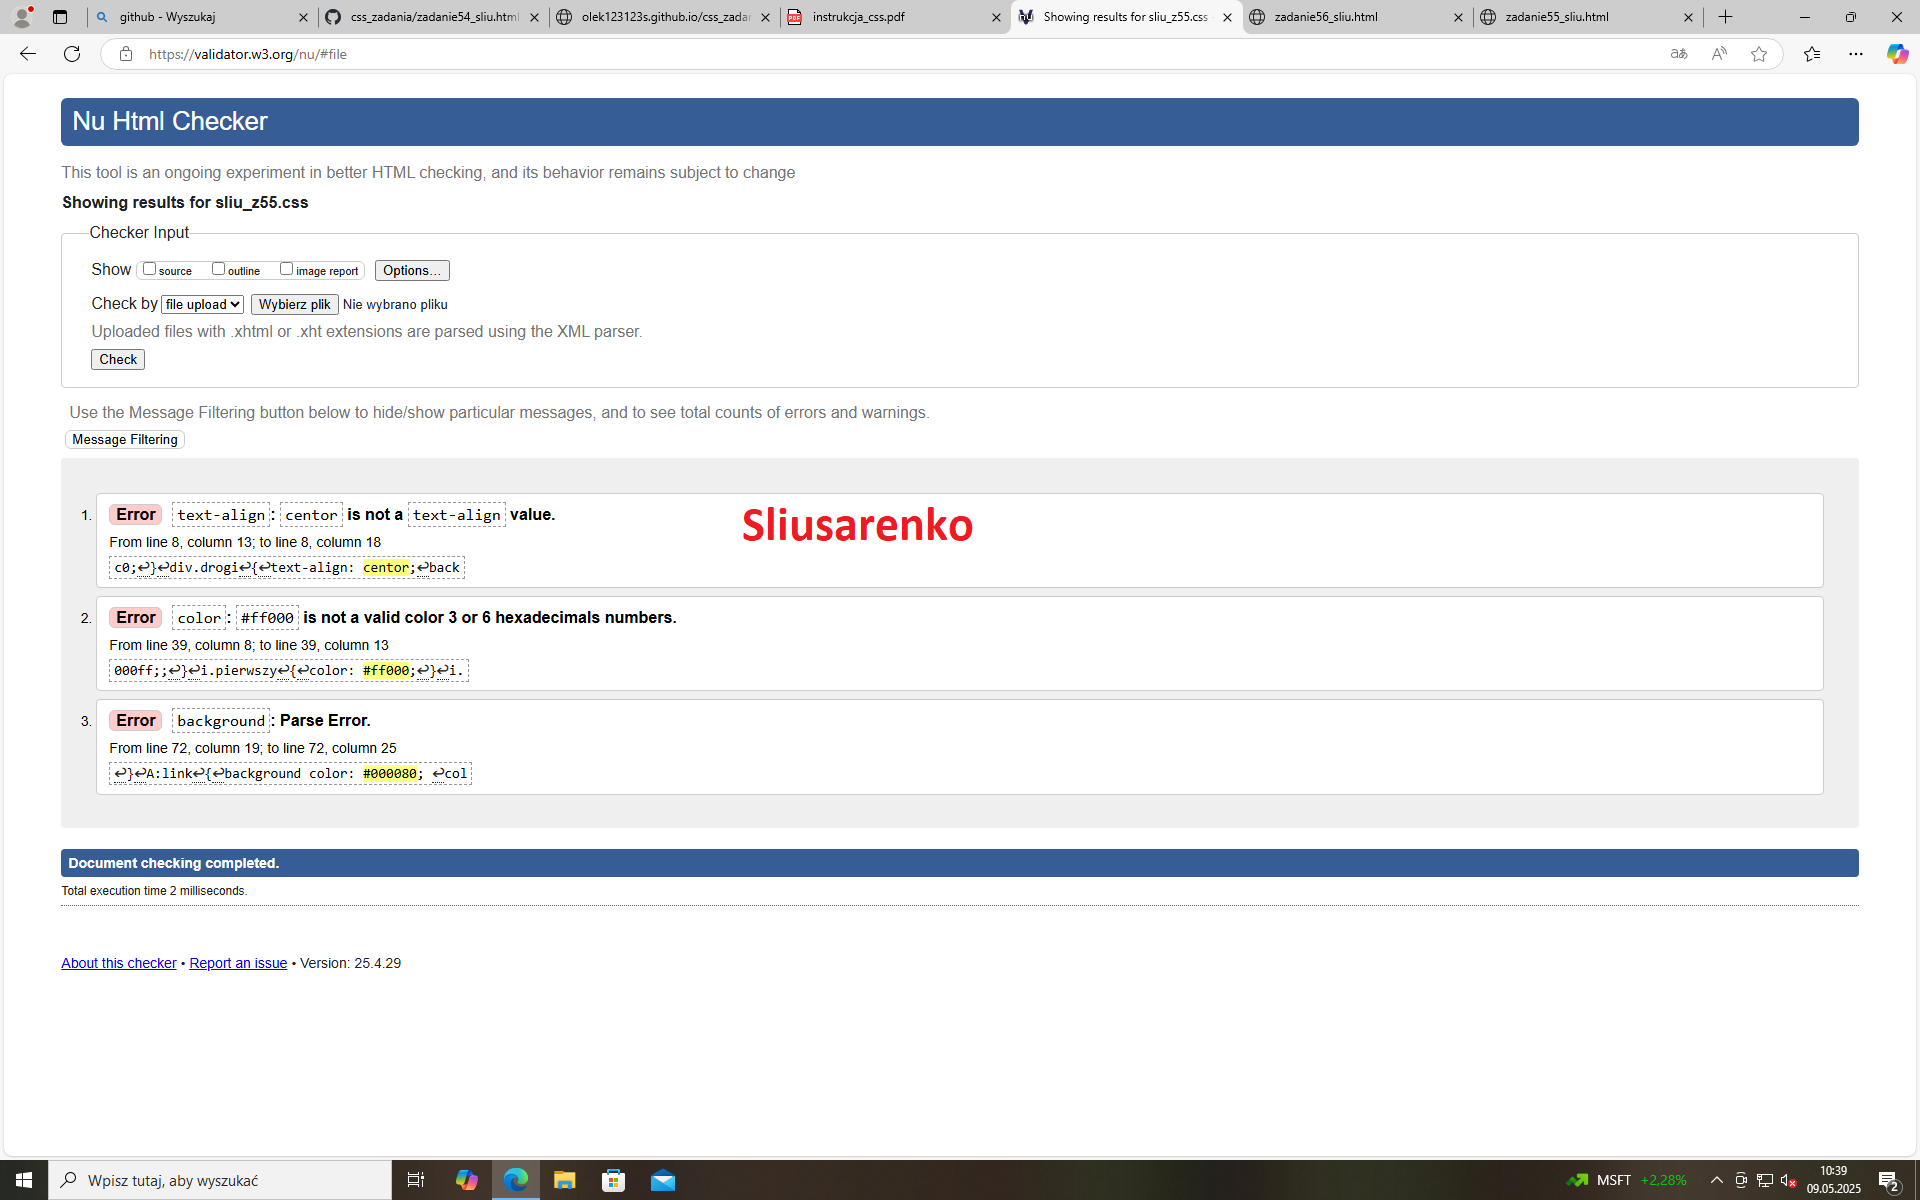 github - Wyszukaj
css_zadania/zadanie54_sliu.html
olek123123s.github.io/css_zadan
instrukcja_css.pdf
Showing results for sliu_z55.css
zadanie56_sliu.html
zadanie55_sliu.html
https://validator.w3.org/nu/#file
Nu Html Checker
This tool is an ongoing experiment in better HTML checking, and its behavior remains subject to change
Showing results for sliu_z55.css
Checker Input
Show source outline image report Options...
Check by file upload Wybierz plik Nie wybrano pliku
Uploaded files with .xhtml or .xht extensions are parsed using the XML parser.
Check
Use the Message Filtering button below to hide/show particular messages, and to see total counts of errors and warnings.
Message Filtering
1. Error text-align: centor is not a text-align value.
Sliusarenko
From line 8, column 13; to line 8, column 18
c0;↩}↩div.drogi↩{↩text-align: centor;↩back
2. Error color: #ff000 is not a valid color 3 or 6 hexadecimals numbers.
From line 39, column 8; to line 39, column 13
000ff;;↩}↩i.pierwszy↩{↩color: #ff000;↩}↩i.
3. Error background: Parse Error.
From line 72, column 19; to line 72, column 25
↩}↩A:link↩{↩background color: #000080; ↩col
Document checking completed.
Total execution time 2 milliseconds.
About this checker • Report an issue • Version: 25.4.29
Wpisz tutaj, aby wyszukać
MSFT +2,28%
10:39
09.05.2025
2